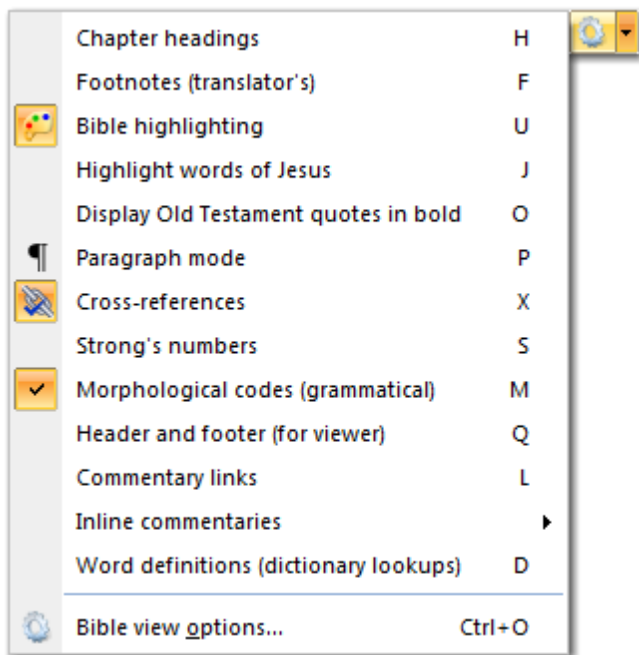 Chapter headings H
Footnotes (translator's) F
Bible highlighting U
Highlight words of Jesus J
Display Old Testament quotes in bold O
¶ Paragraph mode P
Cross-references X
Strong's numbers S
Morphological codes (grammatical) M
Header and footer (for viewer) Q
Commentary links L
Inline commentaries
Word definitions (dictionary lookups) D
Bible view options... Ctrl+O